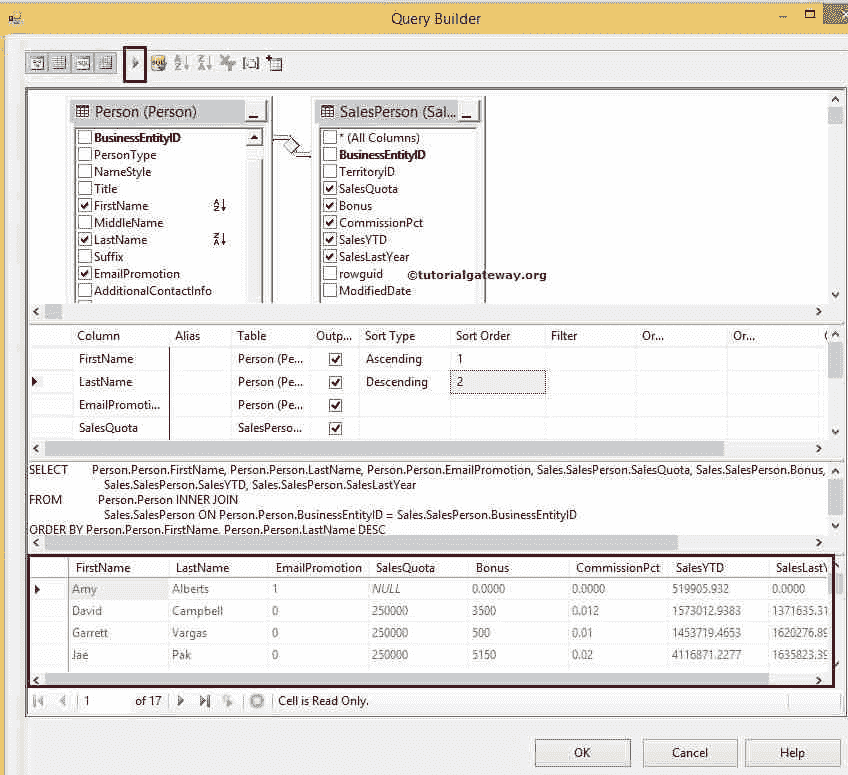 Query Builder
Person (Person)
BusinessEntityID
PersonType
NameStyle
Title
FirstName
MiddleName
LastName
Suffix
EmailPromotion
AdditionalContactInfo
SalesPerson (Sal...
* (All Columns)
BusinessEntityID
TerritoryID
SalesQuota
Bonus
CommissionPct
SalesYTD
SalesLastYear
rowguid
ModifiedDate
©tutorialgateway.org
Column Alias Table Outp... Sort Type Sort Order Filter Or... Or...
FirstName Person (Pe... Ascending 1
LastName Person (Pe... Descending 2
EmailPromoti... Person (Pe...
SalesQuota SalesPerso...
SELECT Person.Person.FirstName, Person.Person.LastName, Person.Person.EmailPromotion, Sales.SalesPerson.SalesQuota, Sales.SalesPerson.Bonus,
Sales.SalesPerson.SalesYTD, Sales.SalesPerson.SalesLastYear
FROM Person.Person INNER JOIN
Sales.SalesPerson ON Person.Person.BusinessEntityID = Sales.SalesPerson.BusinessEntityID
ORDER BY Person.Person.FirstName, Person.Person.LastName DESC
FirstName LastName EmailPromotion SalesQuota Bonus CommissionPct SalesYTD SalesLastY
Amy Alberts 1 NULL 0.0000 0.0000 519905.932 0.0000
David Campbell 0 250000 3500 0.012 1573012.9383 1371635.31
Garrett Vargas 0 250000 500 0.01 1453719.4653 1620276.89
Jae Pak 0 250000 5150 0.02 4116871.2277 1635823.39
1 of 17 Cell is Read Only.
OK Cancel Help